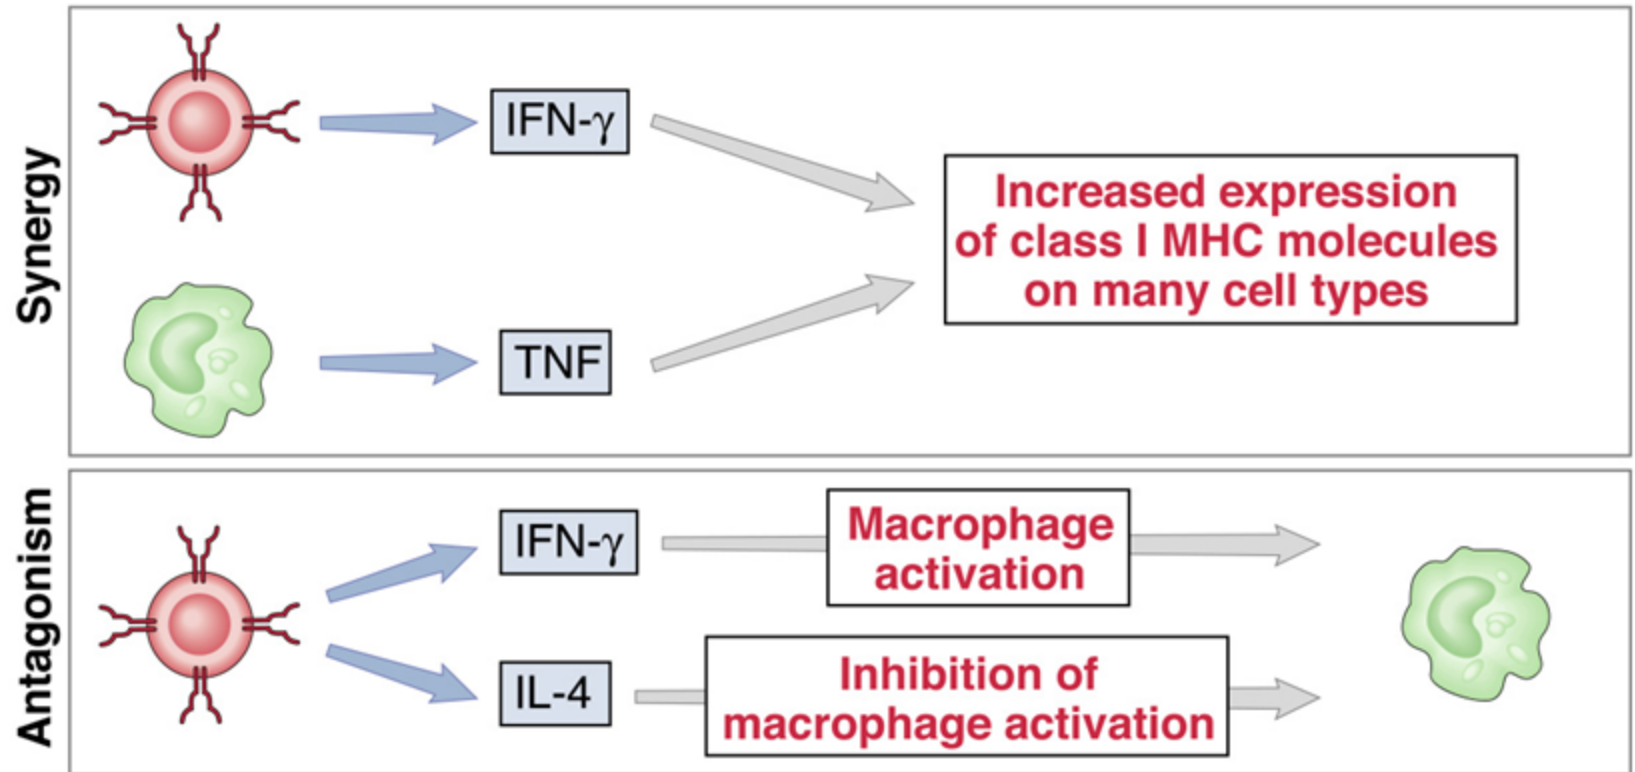 Synergy
IFN-γ
TNF
Increased expression
of class I MHC molecules
on many cell types
Antagonism
IFN-γ
Macrophage
activation
IL-4
Inhibition of
macrophage activation